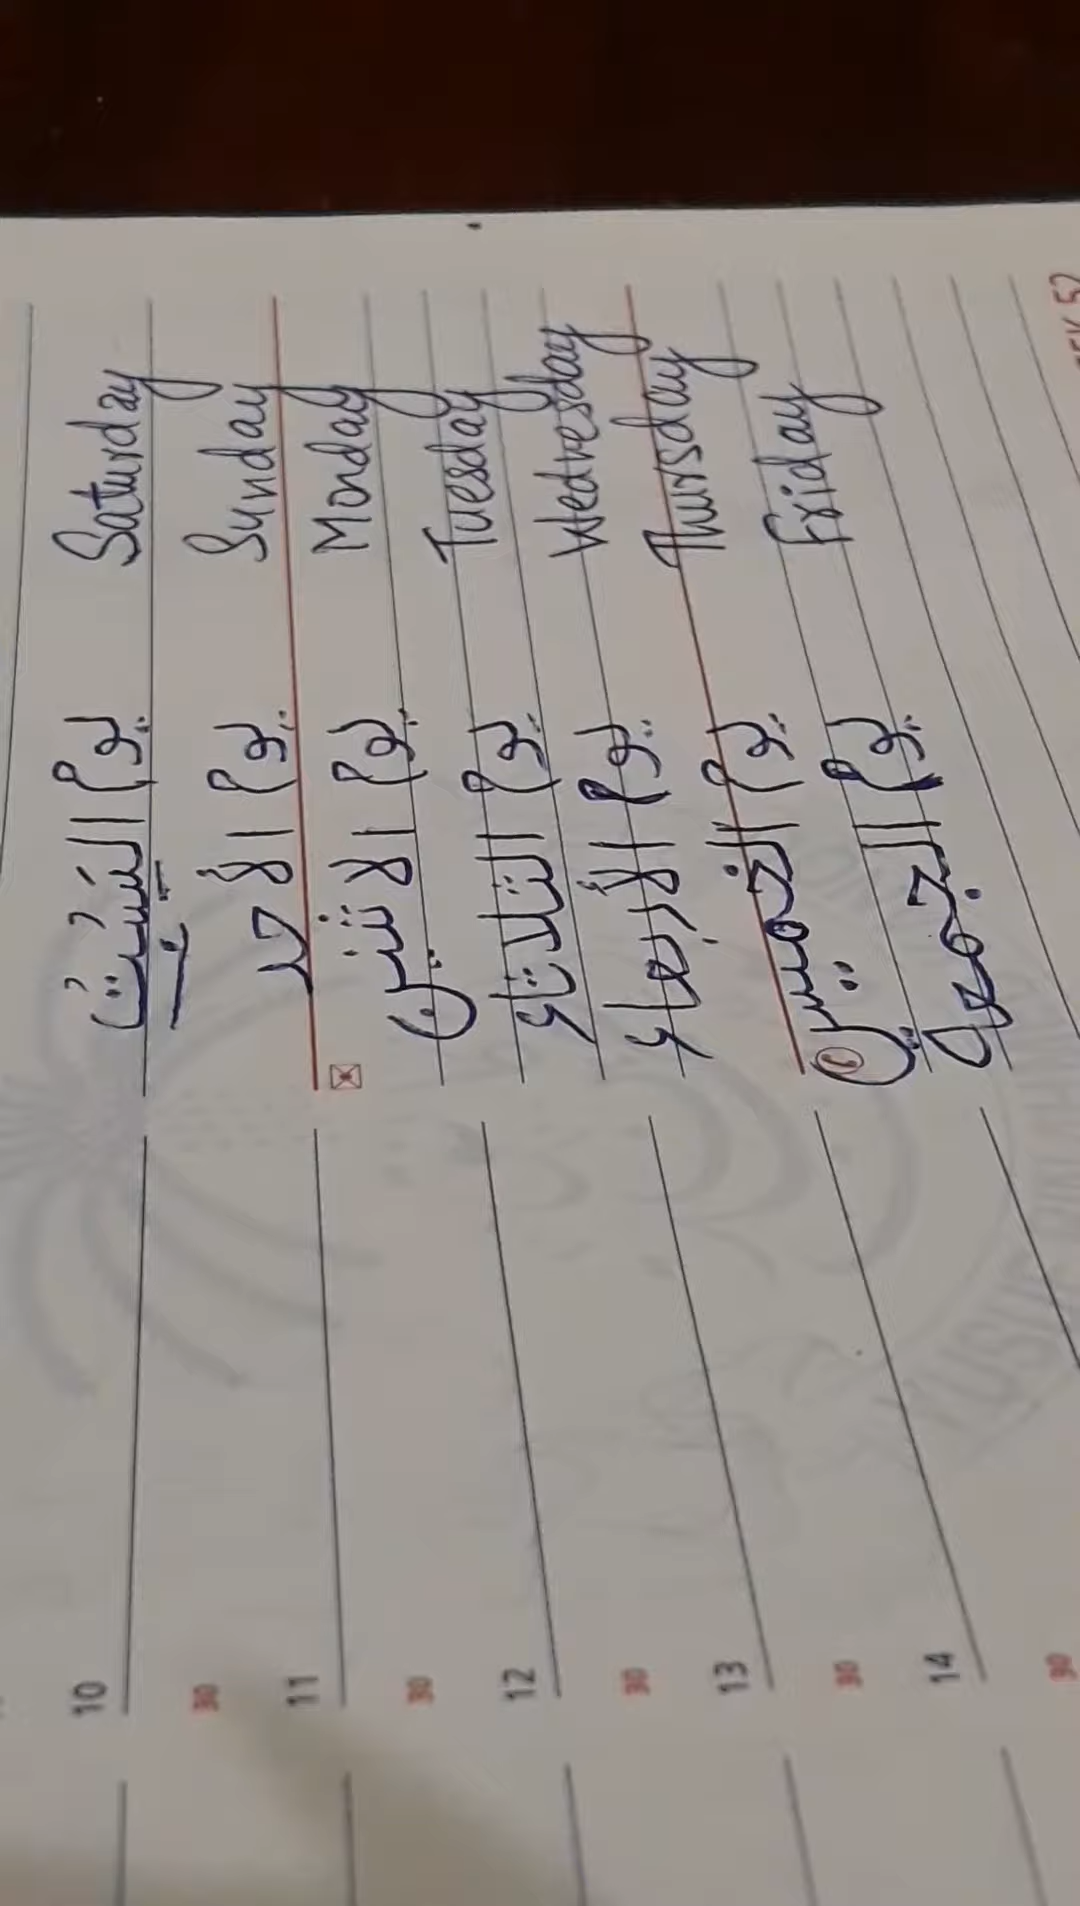 Saturday يوم السَّبْت
Sunday يوم الأحد
Monday يوم الاثنين
Tuesday يوم الثلاثاء
Wednesday يوم الأربعاء
Thursday يوم الخميس
Friday يوم الجمعة
10
30
11
30
12
30
13
30
14
30